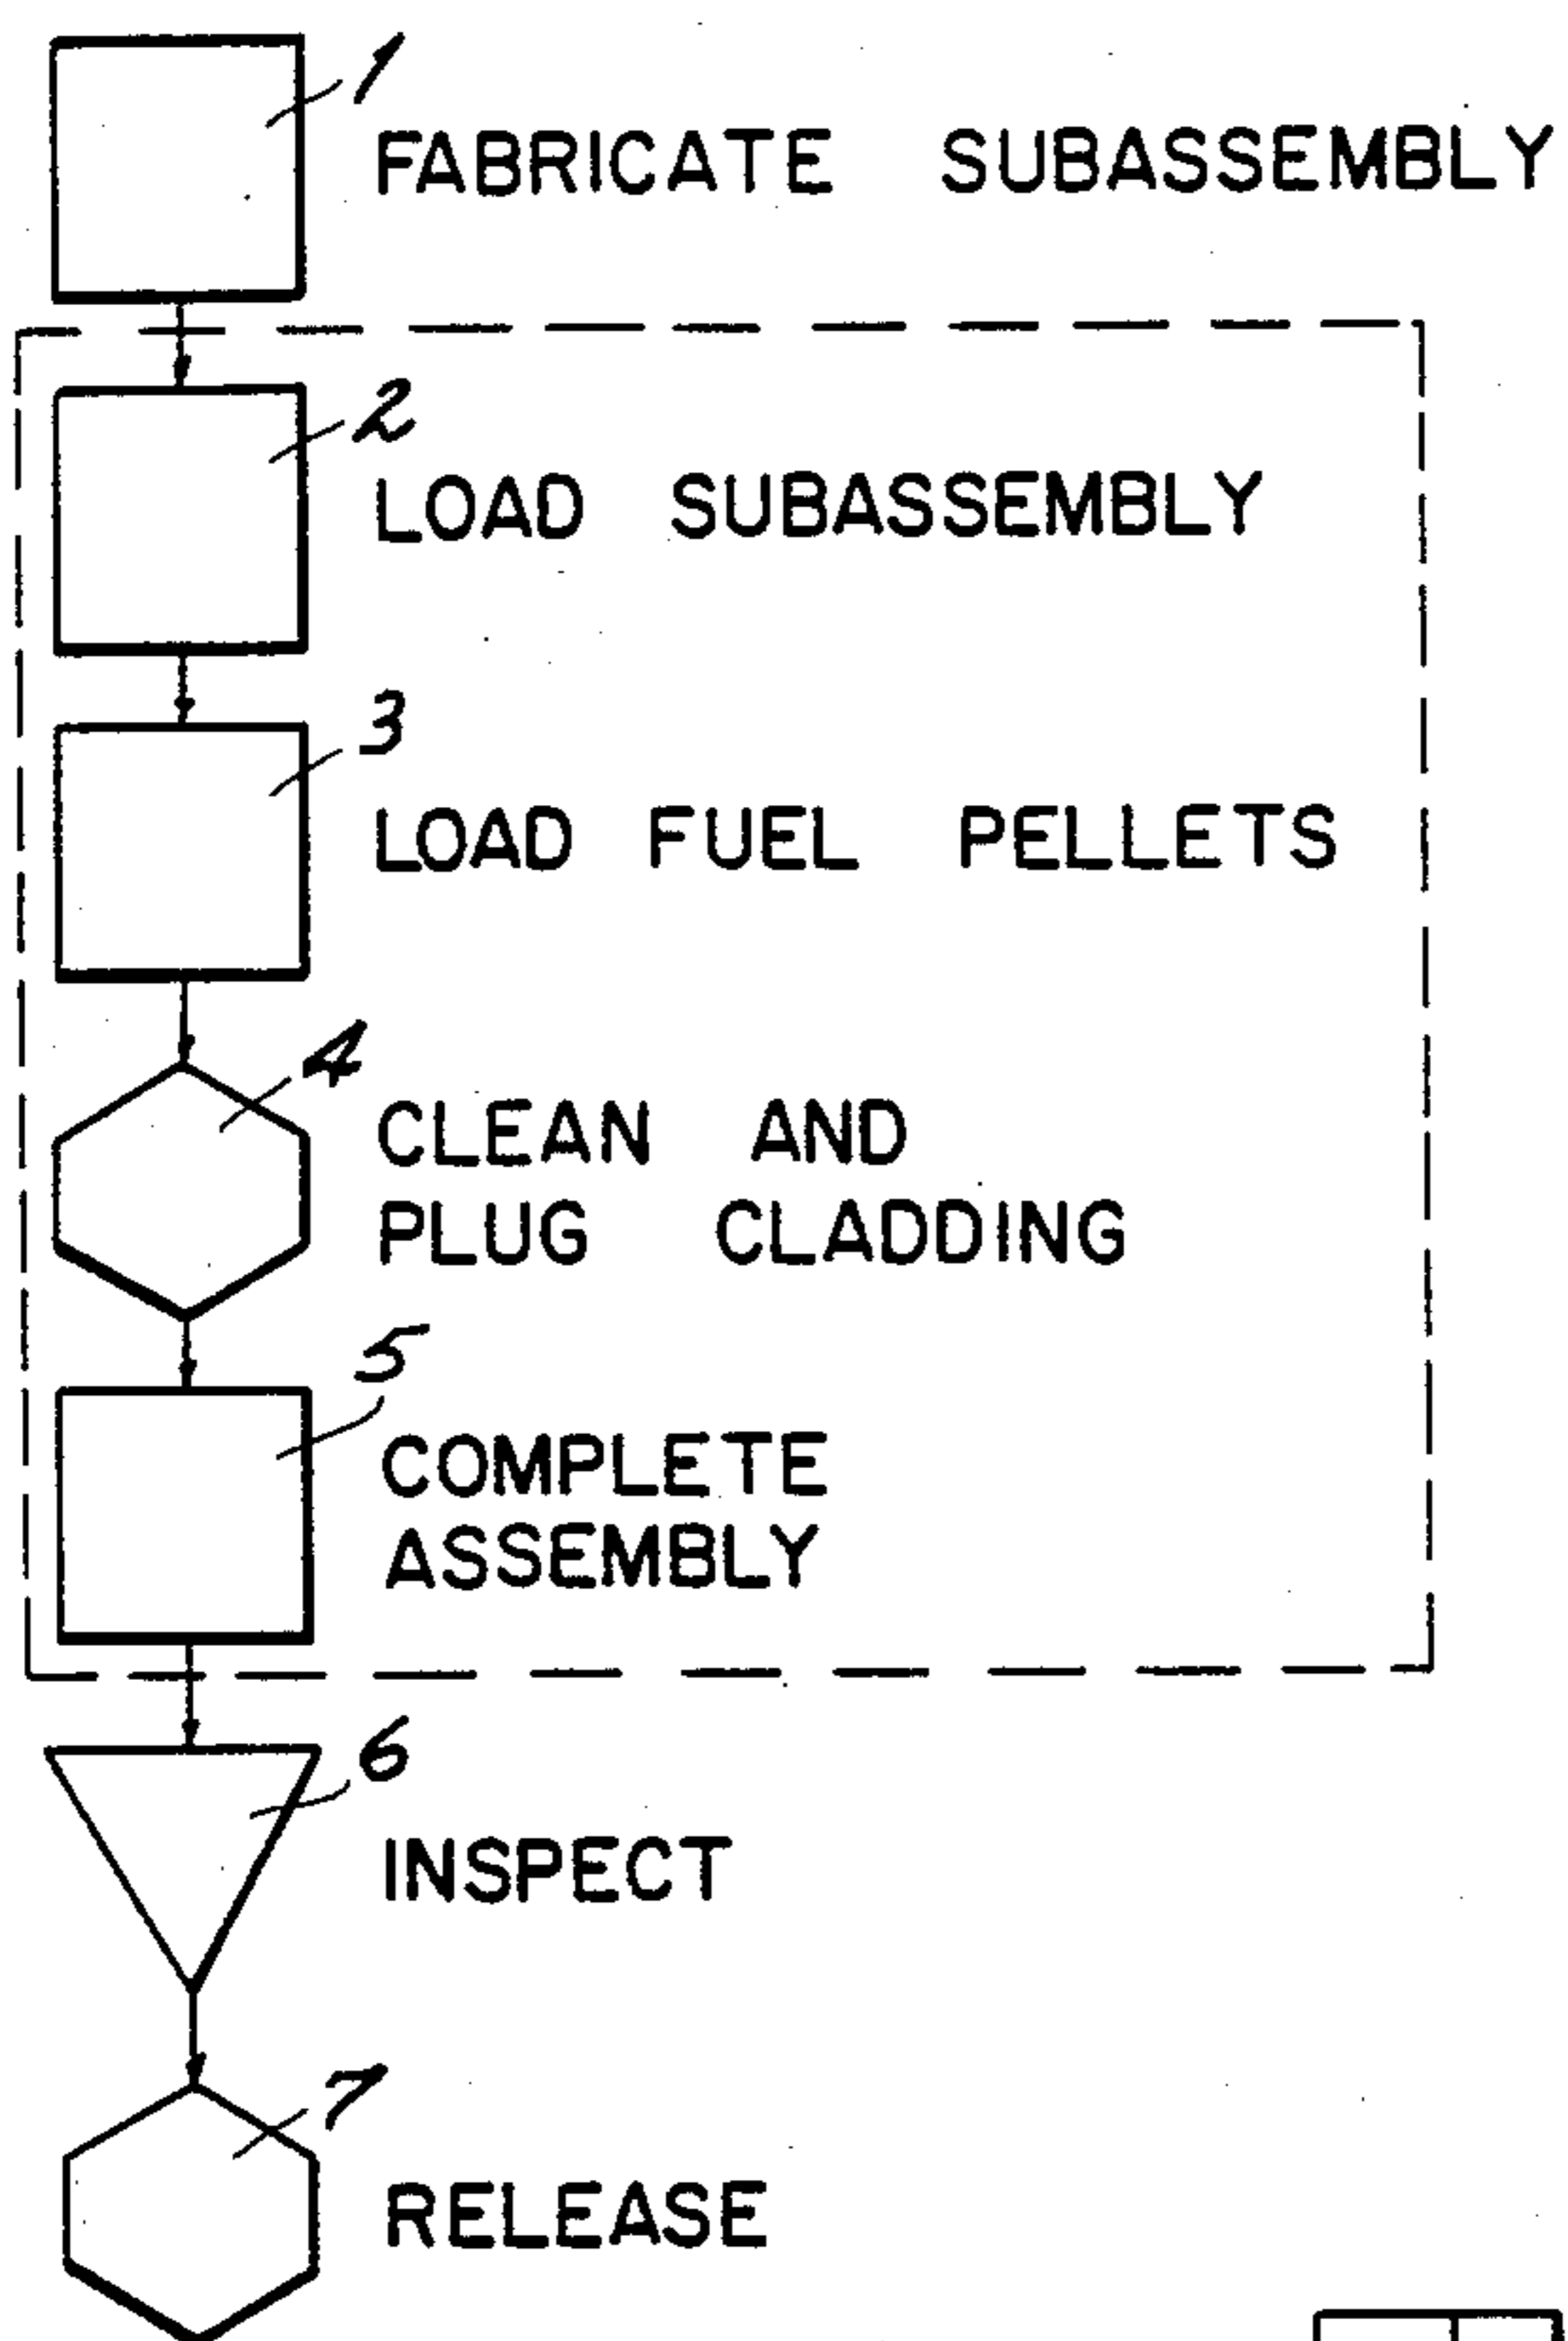 1
FABRICATE SUBASSEMBLY
2
LOAD SUBASSEMBLY
3
LOAD FUEL PELLETS
4
CLEAN AND
PLUG CLADDING
5
COMPLETE
ASSEMBLY
6
INSPECT
7
RELEASE